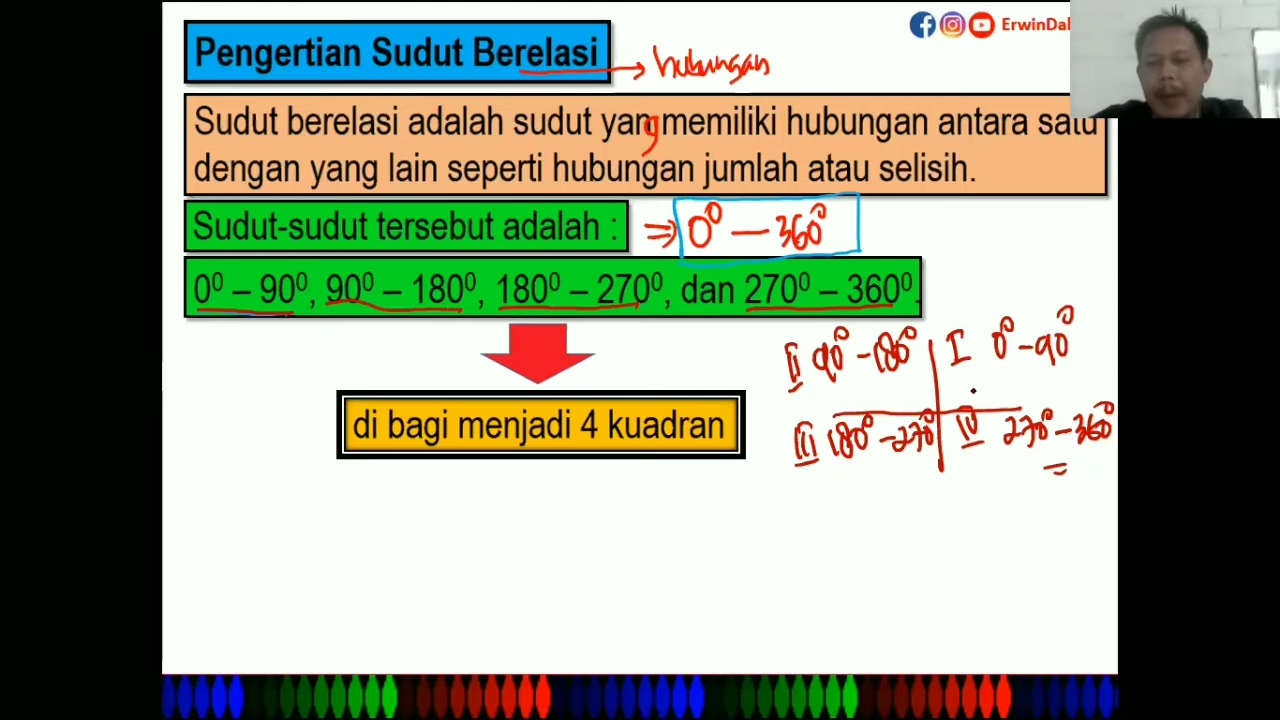 ErwinDal
Pengertian Sudut Berelasi
hubungan
Sudut berelasi adalah sudut yang memiliki hubungan antara satu
dengan yang lain seperti hubungan jumlah atau selisih.
Sudut-sudut tersebut adalah : ⇒ 0⁰ – 360⁰
0⁰ – 90⁰, 90⁰ – 180⁰, 180⁰ – 270⁰, dan 270⁰ – 360⁰.
II 90⁰ – 180⁰ I 0⁰ – 90⁰
di bagi menjadi 4 kuadran
III 180⁰ – 270⁰ IV 270⁰ – 360⁰